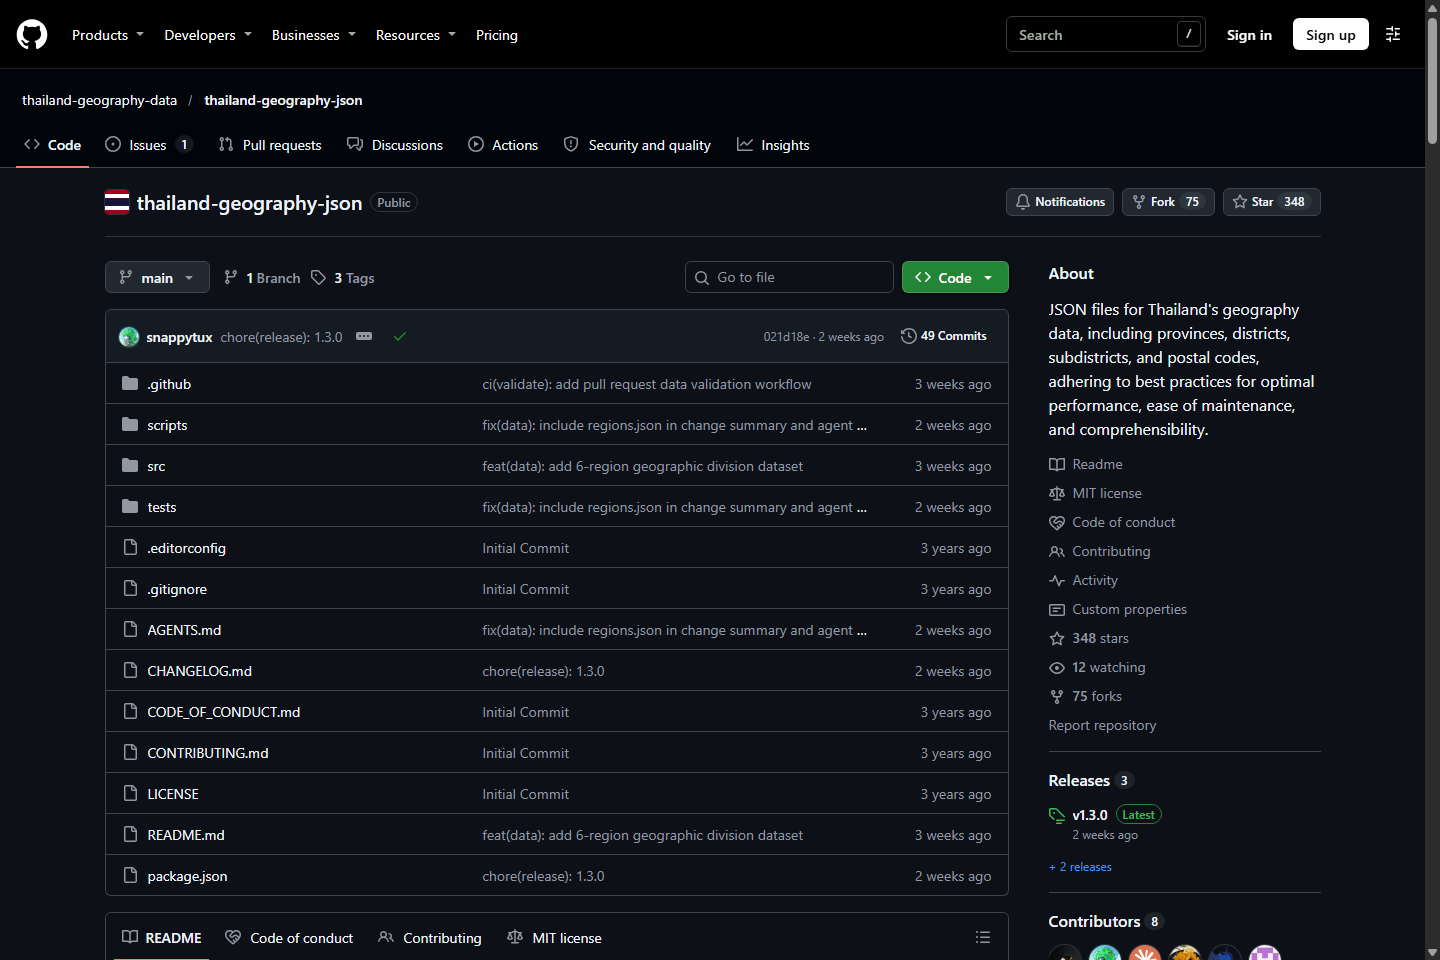 Products Developers Businesses Resources Pricing Search / Sign in Sign up
thailand-geography-data / thailand-geography-json
Code Issues 1 Pull requests Discussions Actions Security and quality Insights
thailand-geography-json Public Notifications Fork 75 Star 348
main 1 Branch 3 Tags Go to file Code
snappytux chore(release): 1.3.0 021d18e · 2 weeks ago 49 Commits
.github ci(validate): add pull request data validation workflow 3 weeks ago
scripts fix(data): include regions.json in change summary and agent ... 2 weeks ago
src feat(data): add 6-region geographic division dataset 3 weeks ago
tests fix(data): include regions.json in change summary and agent ... 2 weeks ago
.editorconfig Initial Commit 3 years ago
.gitignore Initial Commit 3 years ago
AGENTS.md fix(data): include regions.json in change summary and agent ... 2 weeks ago
CHANGELOG.md chore(release): 1.3.0 2 weeks ago
CODE_OF_CONDUCT.md Initial Commit 3 years ago
CONTRIBUTING.md Initial Commit 3 years ago
LICENSE Initial Commit 3 years ago
README.md feat(data): add 6-region geographic division dataset 3 weeks ago
package.json chore(release): 1.3.0 2 weeks ago
README Code of conduct Contributing MIT license
About
JSON files for Thailand's geography
data, including provinces, districts,
subdistricts, and postal codes,
adhering to best practices for optimal
performance, ease of maintenance,
and comprehensibility.
Readme
MIT license
Code of conduct
Contributing
Activity
Custom properties
348 stars
12 watching
75 forks
Report repository
Releases 3
v1.3.0 Latest
2 weeks ago
+ 2 releases
Contributors 8